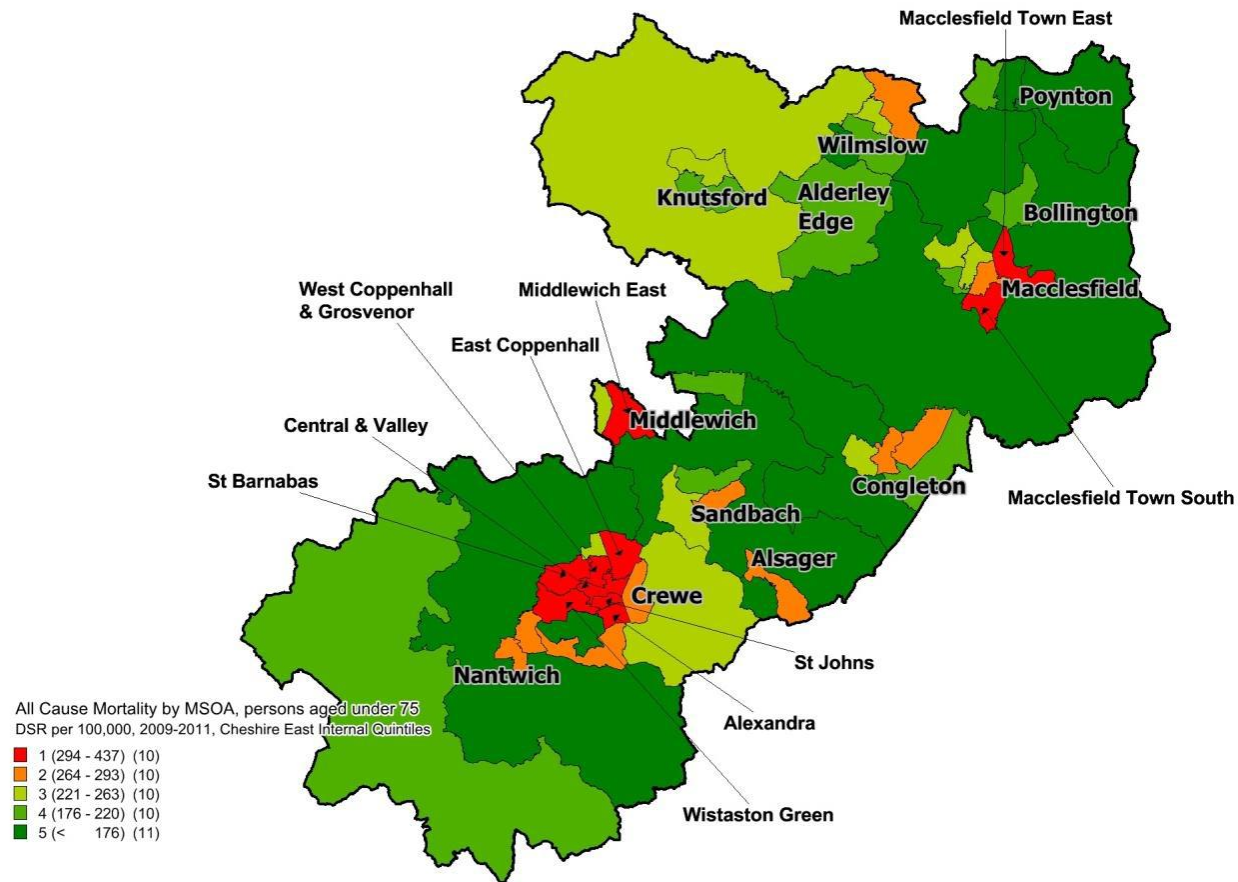 Macclesfield Town East
Poynton
Wilmslow
Knutsford
Alderley
Edge
Bollington
West Coppenhall
& Grosvenor
Middlewich East
Macclesfield
East Coppenhall
Middlewich
Central & Valley
St Barnabas
Congleton
Macclesfield Town South
Sandbach
Alsager
Crewe
St Johns
Nantwich
Alexandra
Wistaston Green
All Cause Mortality by MSOA, persons aged under 75
DSR per 100,000, 2009-2011, Cheshire East Internal Quintiles
1 (294 - 437) (10)
2 (264 - 293) (10)
3 (221 - 263) (10)
4 (176 - 220) (10)
5 (< 176) (11)